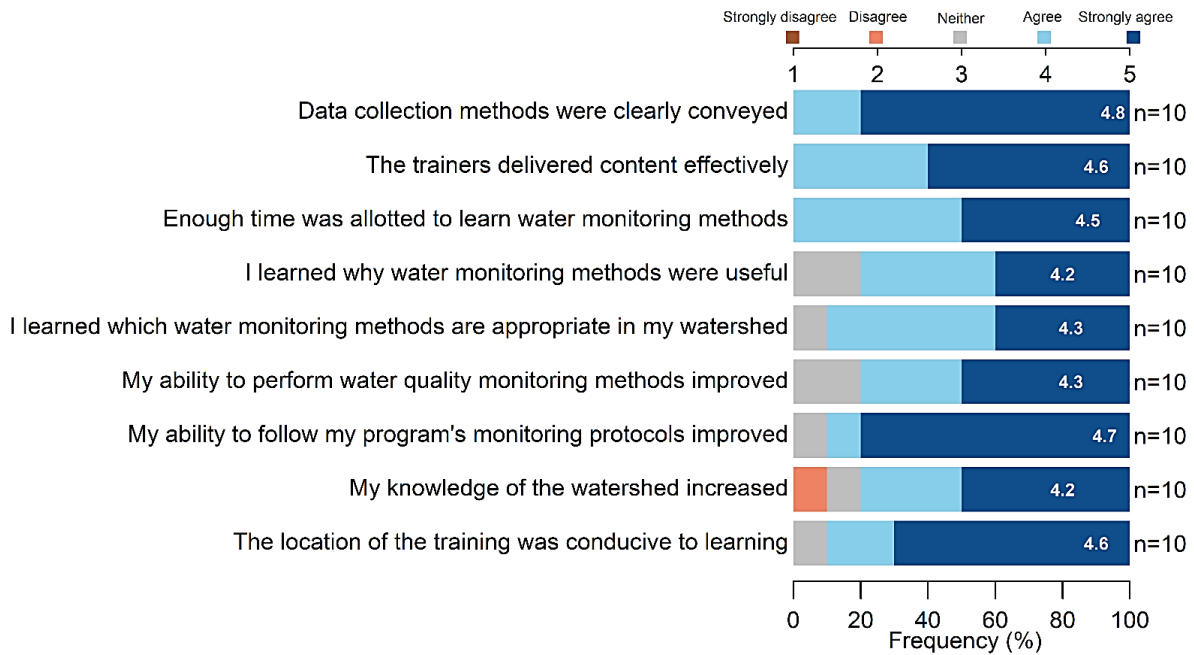 Strongly disagree Disagree Neither Agree Strongly agree
1 2 3 4 5
Data collection methods were clearly conveyed 4.8 n=10
The trainers delivered content effectively 4.6 n=10
Enough time was allotted to learn water monitoring methods 4.5 n=10
I learned why water monitoring methods were useful 4.2 n=10
I learned which water monitoring methods are appropriate in my watershed 4.3 n=10
My ability to perform water quality monitoring methods improved 4.3 n=10
My ability to follow my program's monitoring protocols improved 4.7 n=10
My knowledge of the watershed increased 4.2 n=10
The location of the training was conducive to learning 4.6 n=10
0 20 40 60 80 100
Frequency (%)